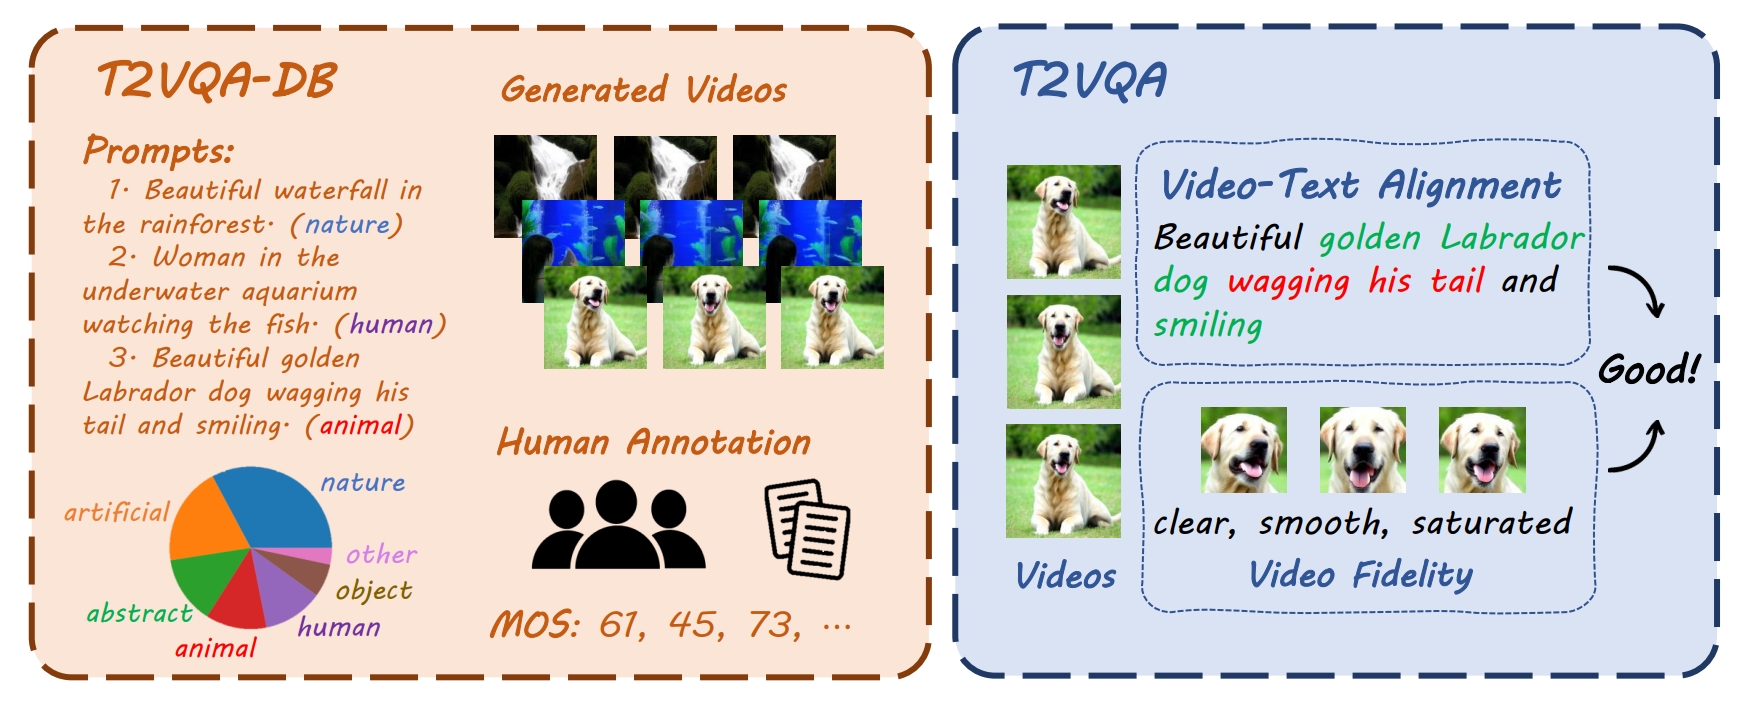 T2VQA-DB
Prompts:
1. Beautiful waterfall in
the rainforest. (nature)
2. Woman in the
underwater aquarium
watching the fish. (human)
3. Beautiful golden
Labrador dog wagging his
tail and smiling. (animal)
nature
artificial
other
object
abstract
human
animal
Generated Videos
Human Annotation
MOS: 61, 45, 73, ...
T2VQA
Videos
Video-Text Alignment
Beautiful golden Labrador
dog wagging his tail and
smiling
Good!
clear, smooth, saturated
Video Fidelity